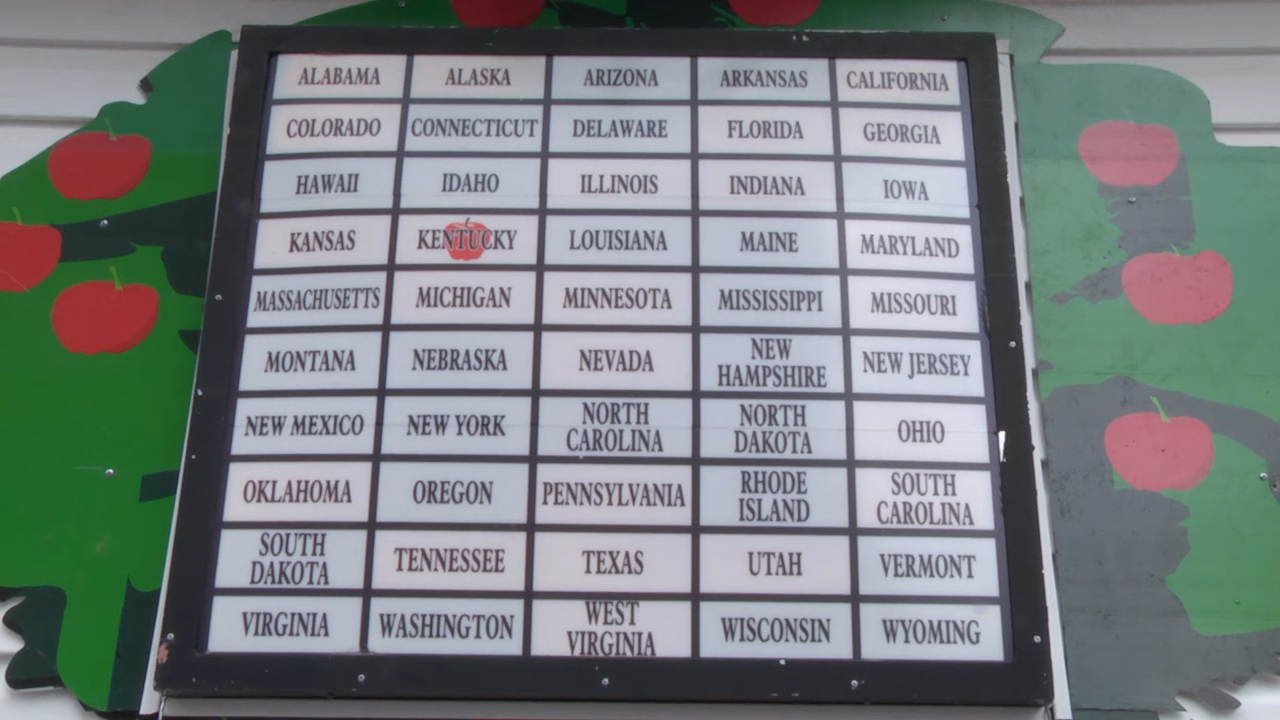 ALABAMA ALASKA ARIZONA ARKANSAS CALIFORNIA
COLORADO CONNECTICUT DELAWARE FLORIDA GEORGIA
HAWAII IDAHO ILLINOIS INDIANA IOWA
KANSAS KENTUCKY LOUISIANA MAINE MARYLAND
MASSACHUSETTS MICHIGAN MINNESOTA MISSISSIPPI MISSOURI
MONTANA NEBRASKA NEVADA NEW HAMPSHIRE NEW JERSEY
NEW MEXICO NEW YORK NORTH CAROLINA NORTH DAKOTA OHIO
OKLAHOMA OREGON PENNSYLVANIA RHODE ISLAND SOUTH CAROLINA
SOUTH DAKOTA TENNESSEE TEXAS UTAH VERMONT
VIRGINIA WASHINGTON WEST VIRGINIA WISCONSIN WYOMING